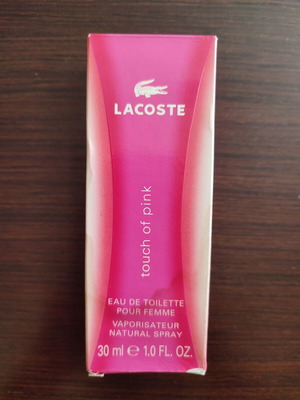 LACOSTE
touch of pink
EAU DE TOILETTE
POUR FEMME
VAPORISATEUR
NATURAL SPRAY
30 ml ℮ 1.0 FL. OZ.